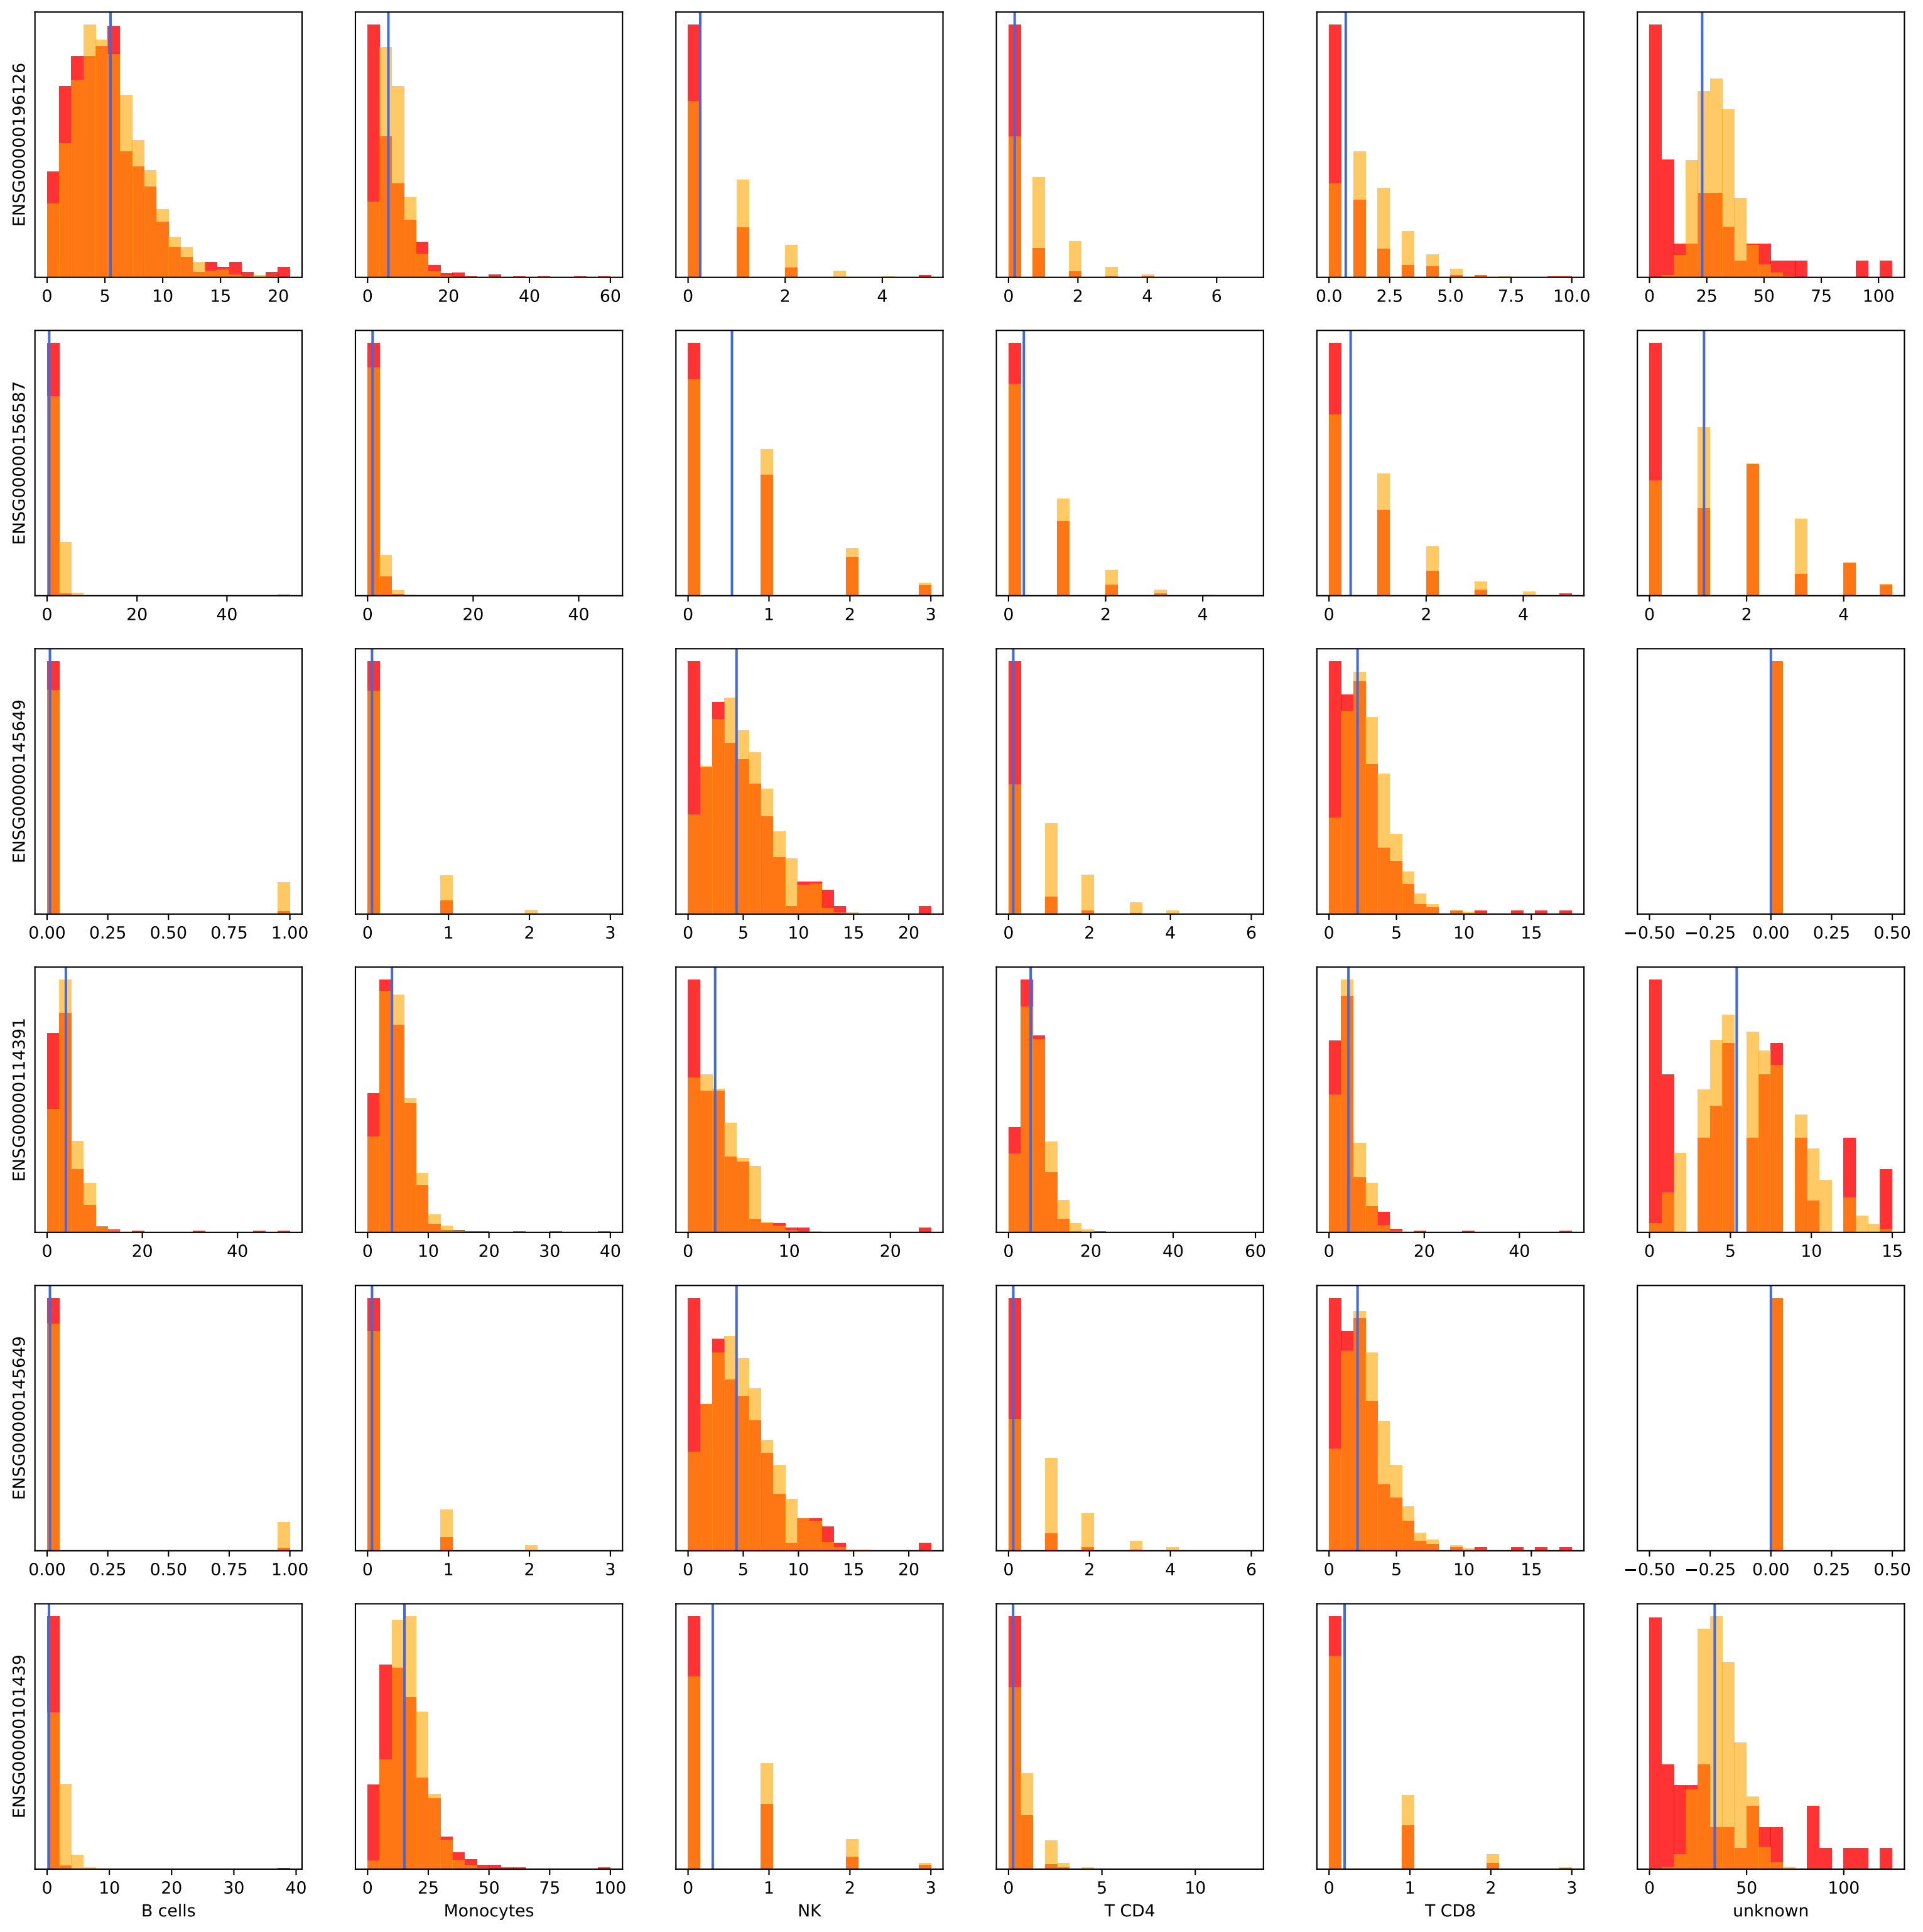 ENSG00000196126
0 5 10 15 20
0 20 40 60
0 2 4
0 2 4 6
0.0 2.5 5.0 7.5 10.0
0 25 50 75 100
ENSG00000156587
0 20 40
0 20 40
0 1 2 3
0 2 4
0 2 4
0 2 4
ENSG00000145649
0.00 0.25 0.50 0.75 1.00
0 1 2 3
0 5 10 15 20
0 2 4 6
0 5 10 15
−0.50 −0.25 0.00 0.25 0.50
ENSG00000114391
0 20 40
0 10 20 30 40
0 10 20
0 20 40 60
0 20 40
0 5 10 15
ENSG00000145649
0.00 0.25 0.50 0.75 1.00
0 1 2 3
0 5 10 15 20
0 2 4 6
0 5 10 15
−0.50 −0.25 0.00 0.25 0.50
ENSG00000101439
0 10 20 30 40
0 25 50 75 100
0 1 2 3
0 5 10
0 1 2 3
0 50 100
B cells
Monocytes
NK
T CD4
T CD8
unknown